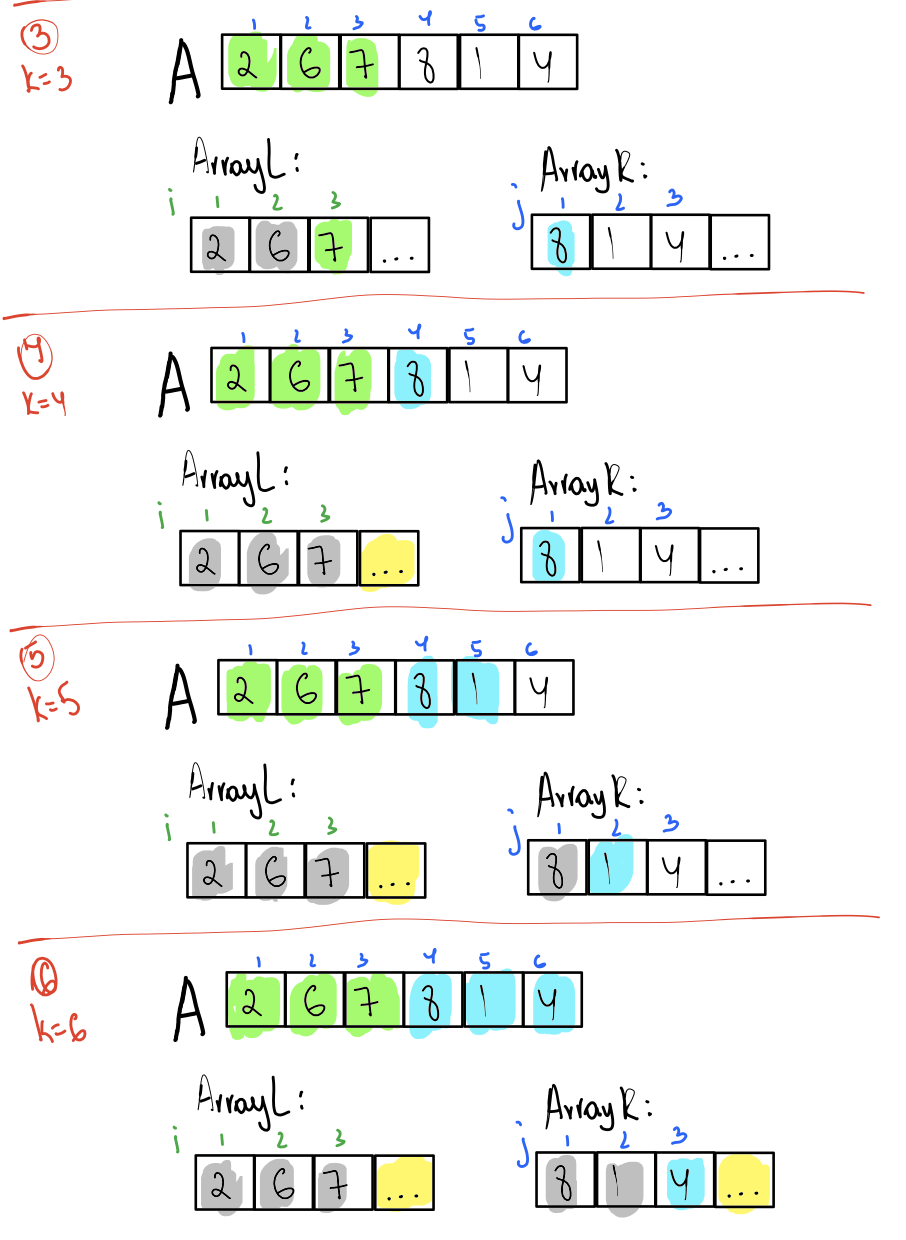 3
1 2 3 4 5 6
k=3
A 2 6 7 8 1 4
ArrayL: ArrayR:
i 1 2 3 j 1 2 3
2 6 7 ... 8 1 4 ...
4
1 2 3 4 5 6
k=4
A 2 6 7 8 1 4
ArrayL: ArrayR:
i 1 2 3 j 1 2 3
2 6 7 ... 8 1 4 ...
5
1 2 3 4 5 6
k=5
A 2 6 7 8 1 4
ArrayL: ArrayR:
i 1 2 3 j 1 2 3
2 6 7 ... 8 1 4 ...
6
1 2 3 4 5 6
k=6
A 2 6 7 8 1 4
ArrayL: ArrayR:
i 1 2 3 j 1 2 3
2 6 7 ... 8 1 4 ...